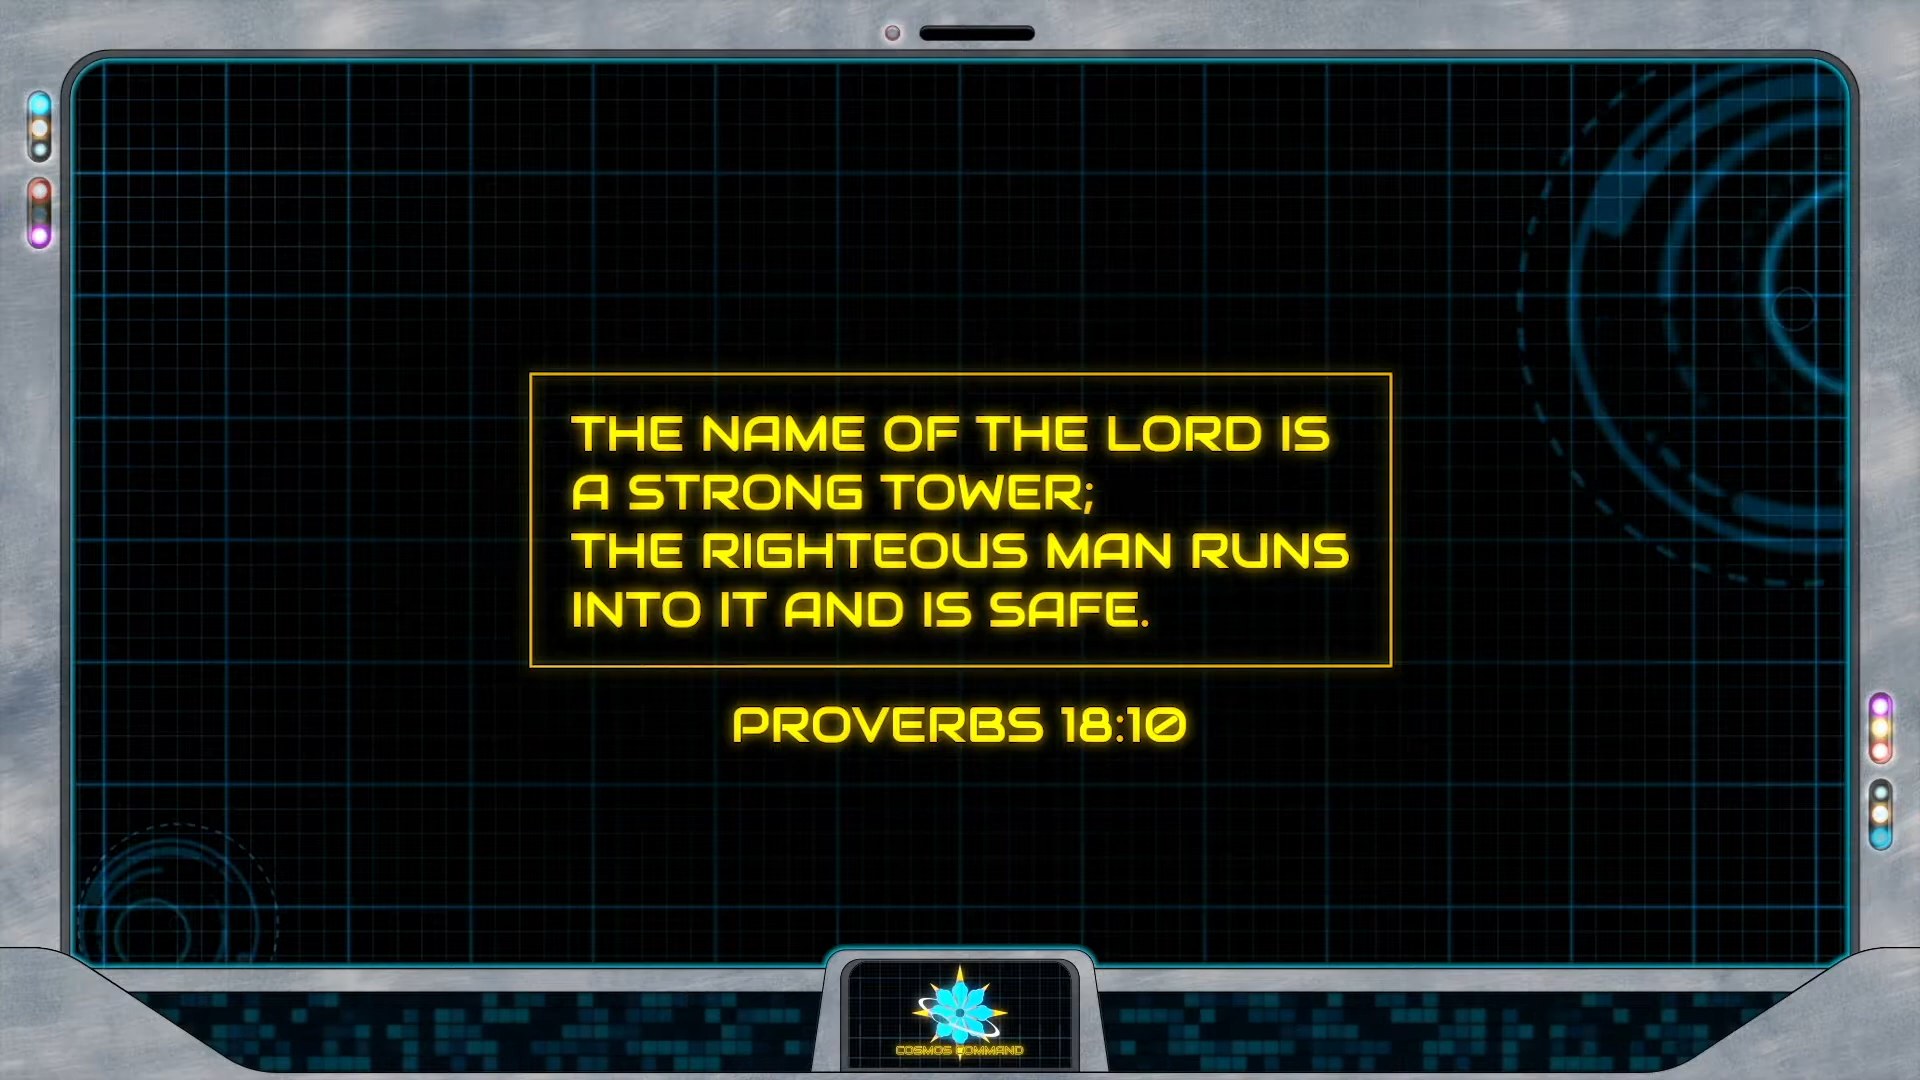 THE NAME OF THE LORD IS
A STRONG TOWER;
THE RIGHTEOUS MAN RUNS
INTO IT AND IS SAFE.
PROVERBS 18:10
COSMOS COMMAND